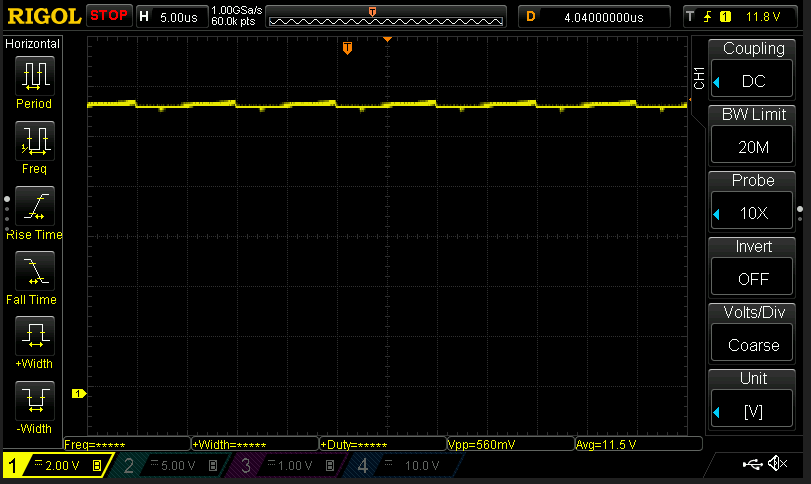 RIGOL STOP H 5.00us 1.00GSa/s 60.0k pts T D 4.04000000us T 1 11.8 V
Horizontal
Period
Freq
Rise Time
Fall Time
+Width
-Width
T
1
CH1
Coupling
DC
BW Limit
20M
Probe
10X
Invert
OFF
Volts/Div
Coarse
Unit
[V]
Freq=***** +Width=***** +Duty=***** Vpp=560mV Avg=11.5 V
1 2.00 V B 2 5.00 V B 3 1.00 V B 4 10.0 V